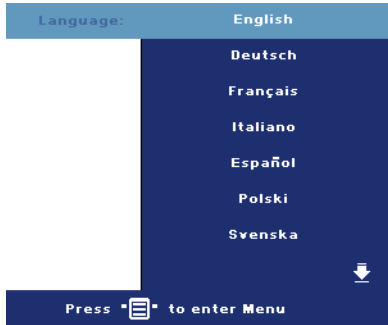 Language: English
Deutsch
Français
Italiano
Español
Polski
Svenska
Press "" to enter Menu